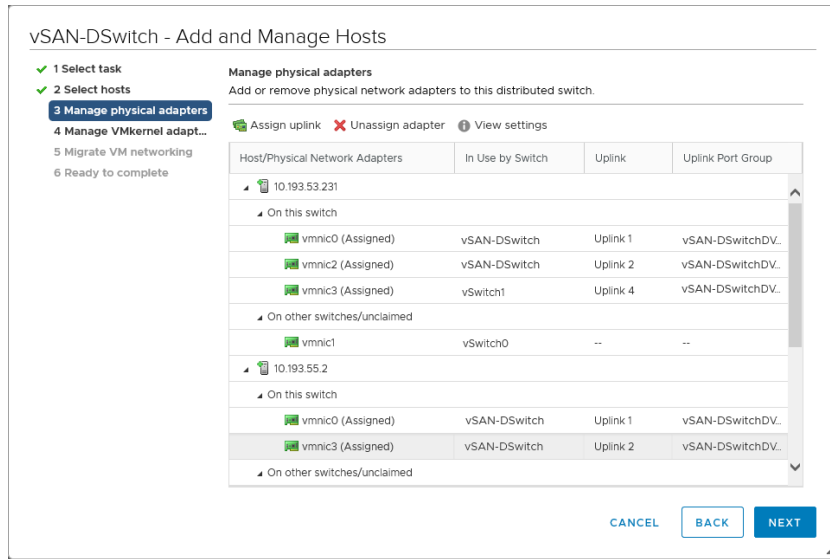 vSAN-DSwitch - Add and Manage Hosts
1 Select task
2 Select hosts
3 Manage physical adapters
4 Manage VMkernel adapt...
5 Migrate VM networking
6 Ready to complete
Manage physical adapters
Add or remove physical network adapters to this distributed switch.
Assign uplink Unassign adapter View settings
Host/Physical Network Adapters In Use by Switch Uplink Uplink Port Group
10.193.53.231
On this switch
vmnic0 (Assigned) vSAN-DSwitch Uplink 1 vSAN-DSwitchDV...
vmnic2 (Assigned) vSAN-DSwitch Uplink 2 vSAN-DSwitchDV...
vmnic3 (Assigned) vSwitch1 Uplink 4 vSAN-DSwitchDV...
On other switches/unclaimed
vmnic1 vSwitch0 -- --
10.193.55.2
On this switch
vmnic0 (Assigned) vSAN-DSwitch Uplink 1 vSAN-DSwitchDV...
vmnic3 (Assigned) vSAN-DSwitch Uplink 2 vSAN-DSwitchDV...
On other switches/unclaimed
CANCEL BACK NEXT